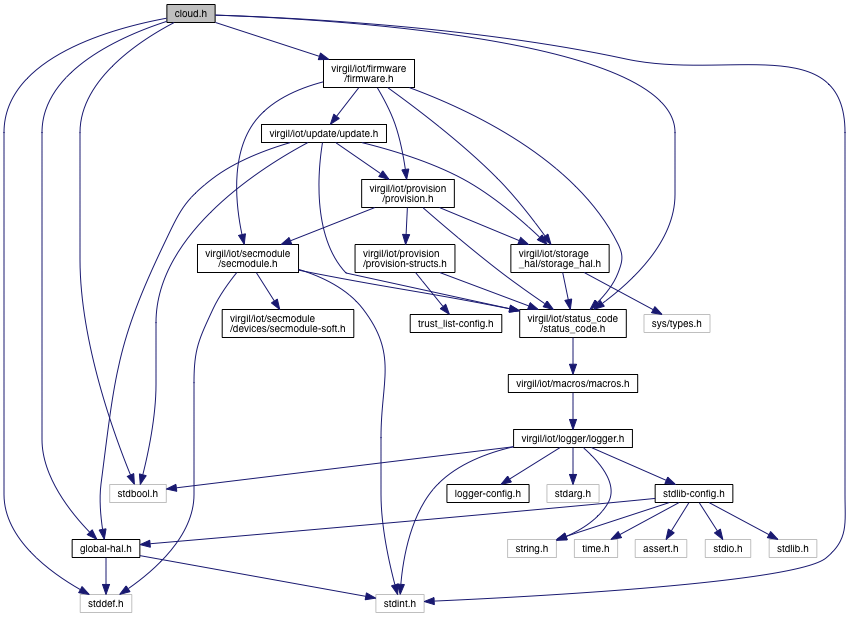 cloud.h
virgil/iot/firmware
/firmware.h
virgil/iot/update/update.h
virgil/iot/provision
/provision.h
virgil/iot/secmodule
/secmodule.h
virgil/iot/provision
/provision-structs.h
virgil/iot/storage
_hal/storage_hal.h
virgil/iot/secmodule
/devices/secmodule-soft.h
trust_list-config.h
virgil/iot/status_code
/status_code.h
sys/types.h
virgil/iot/macros/macros.h
virgil/iot/logger/logger.h
stdbool.h
logger-config.h
stdarg.h
stdlib-config.h
global-hal.h
string.h
time.h
assert.h
stdio.h
stdlib.h
stddef.h
stdint.h